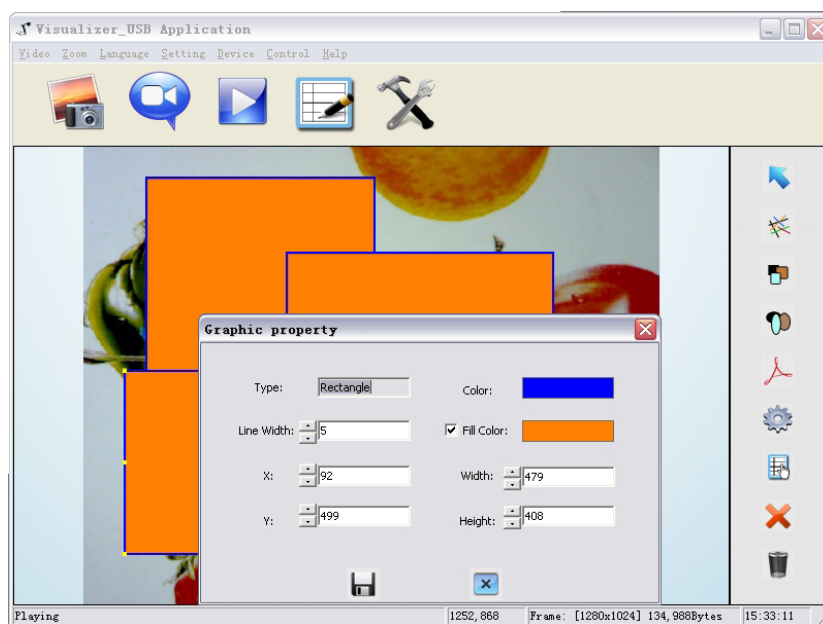 Visualizer_USB Application
Video Zoom Language Setting Device Control Help
Graphic property
Type: Rectangle Color:
Line Width: 5 Fill Color:
X: 92 Width: 479
Y: 499 Height: 408
Playing 1252,868 Frame: [1280x1024] 134,988Bytes 15:33:11